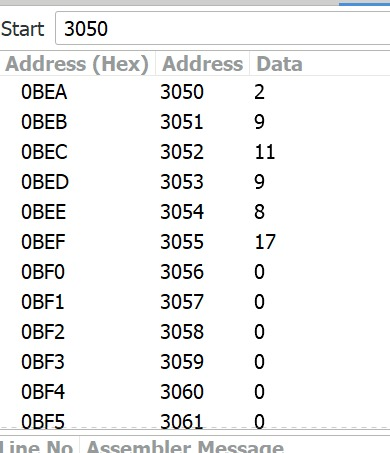 Start 3050
Address (Hex) Address Data
0BEA 3050 2
0BEB 3051 9
0BEC 3052 11
0BED 3053 9
0BEE 3054 8
0BEF 3055 17
0BF0 3056 0
0BF1 3057 0
0BF2 3058 0
0BF3 3059 0
0BF4 3060 0
0BF5 3061 0
Line No Assembler Message